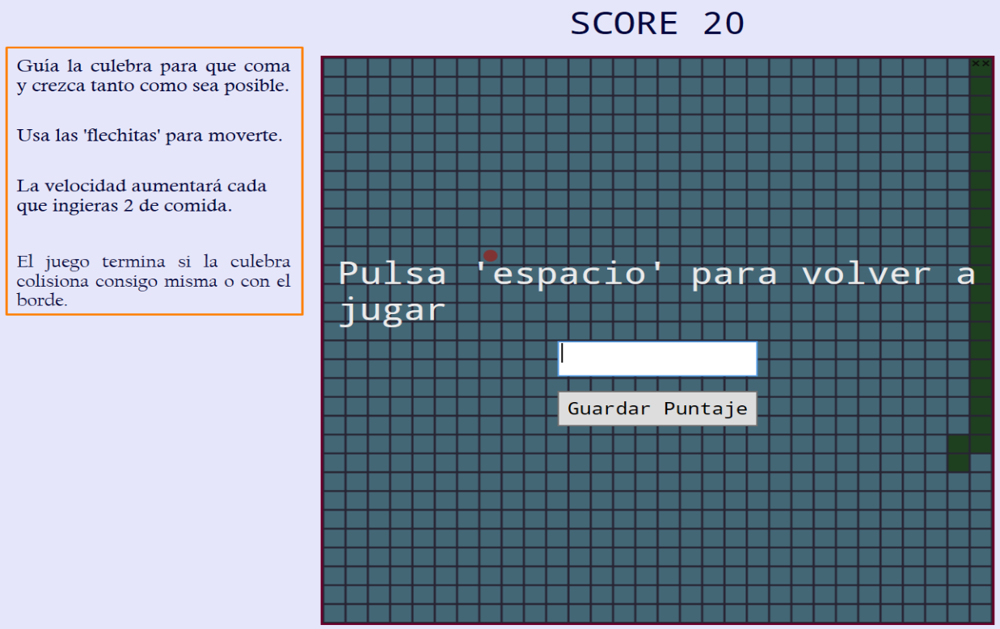 SCORE 20
Guía la culebra para que coma
y crezca tanto como sea posible.
Usa las 'flechitas' para moverte.
La velocidad aumentará cada
que ingieras 2 de comida.
El juego termina si la culebra
colisiona consigo misma o con el
borde.
Pulsa 'espacio' para volver a
jugar
Guardar Puntaje